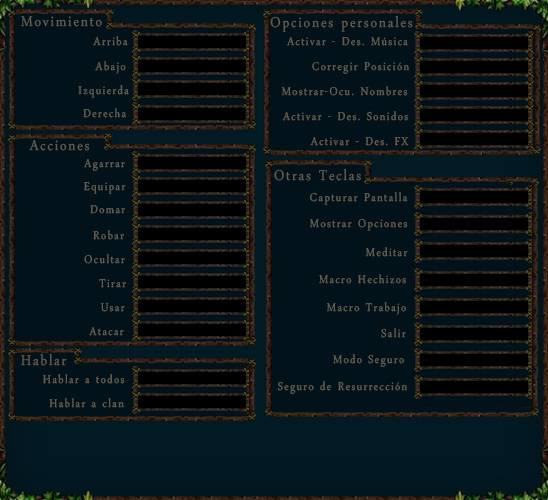 Movimiento
Arriba
Abajo
Izquierda
Derecha
Acciones
Agarrar
Equipar
Domar
Robar
Ocultar
Tirar
Usar
Atacar
Hablar
Hablar a todos
Hablar a clan
Opciones personales
Activar - Des. Música
Corregir Posición
Mostrar-Ocu. Nombres
Activar - Des. Sonidos
Activar - Des. FX
Otras Teclas
Capturar Pantalla
Mostrar Opciones
Meditar
Macro Hechizos
Macro Trabajo
Salir
Modo Seguro
Seguro de Resurrección